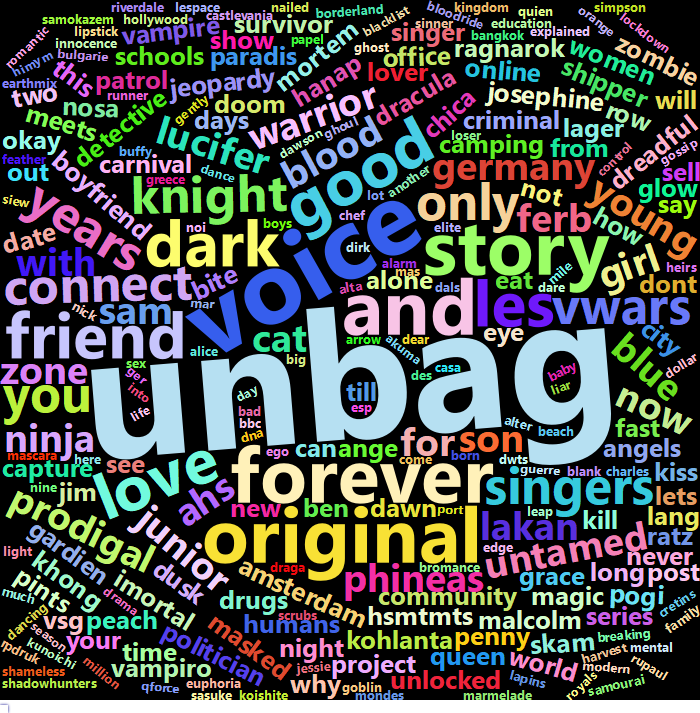 riverdale lespace nailed kingdom quien simpson
samokazem hollywood castlevania borderland bloodride education orange lockdown
lipstick vampire survivor papel blacklist sinner bangkok explained
romantic innocence show ghost singer ragnarok women zombie
himym bulgarie schools paradis mortem office online shipper
earthmix this patrol jeopardy hanap lover dracula josephine row will
two runner gently doom warrior chica criminal gossip
nosa detective days dawson ghoul loser lager control
okay meets lucifer blood good camping from dreadful
feather buffy dance another germany sell
out boyfriend carnival greece knight lot only not young glow
siew years noi boys chef elite ferb how say
date dark voice dirk story mile girl heirs
with bite alarm mas alone eat dare dont
connect mar alta dals and les vwars
nick sam arrow dear eye city
friend alice cat big akuma casa blue dollar
zone sex ger unbag des baby
you into day till liar now
life bad esp alter fast
ninja bbc dna for son beach angels
mascara here ego can ange come born dwts
capture see love forever guerre blank charles kiss
nine jim ahs singers lets
prodigal new ben dawn port leap kill lang
junior original lakan ratz
light gardien edge untamed never
khong dusk draga bromance grace long post
pints imortal amsterdam phineas magic pogi cretins
much drama drugs community family
vsg peach scrubs hsmtmts malcolm series
dancing season your humans kohlanta penny skam breaking
rpdruk kunoichi time politician masked night queen world harvest mental
shameless million vampiro jessie project unlocked modern rupaul
shadowhunters qforce euphoria why goblin lapins royals samourai
sasuke koishite mondes marmelade